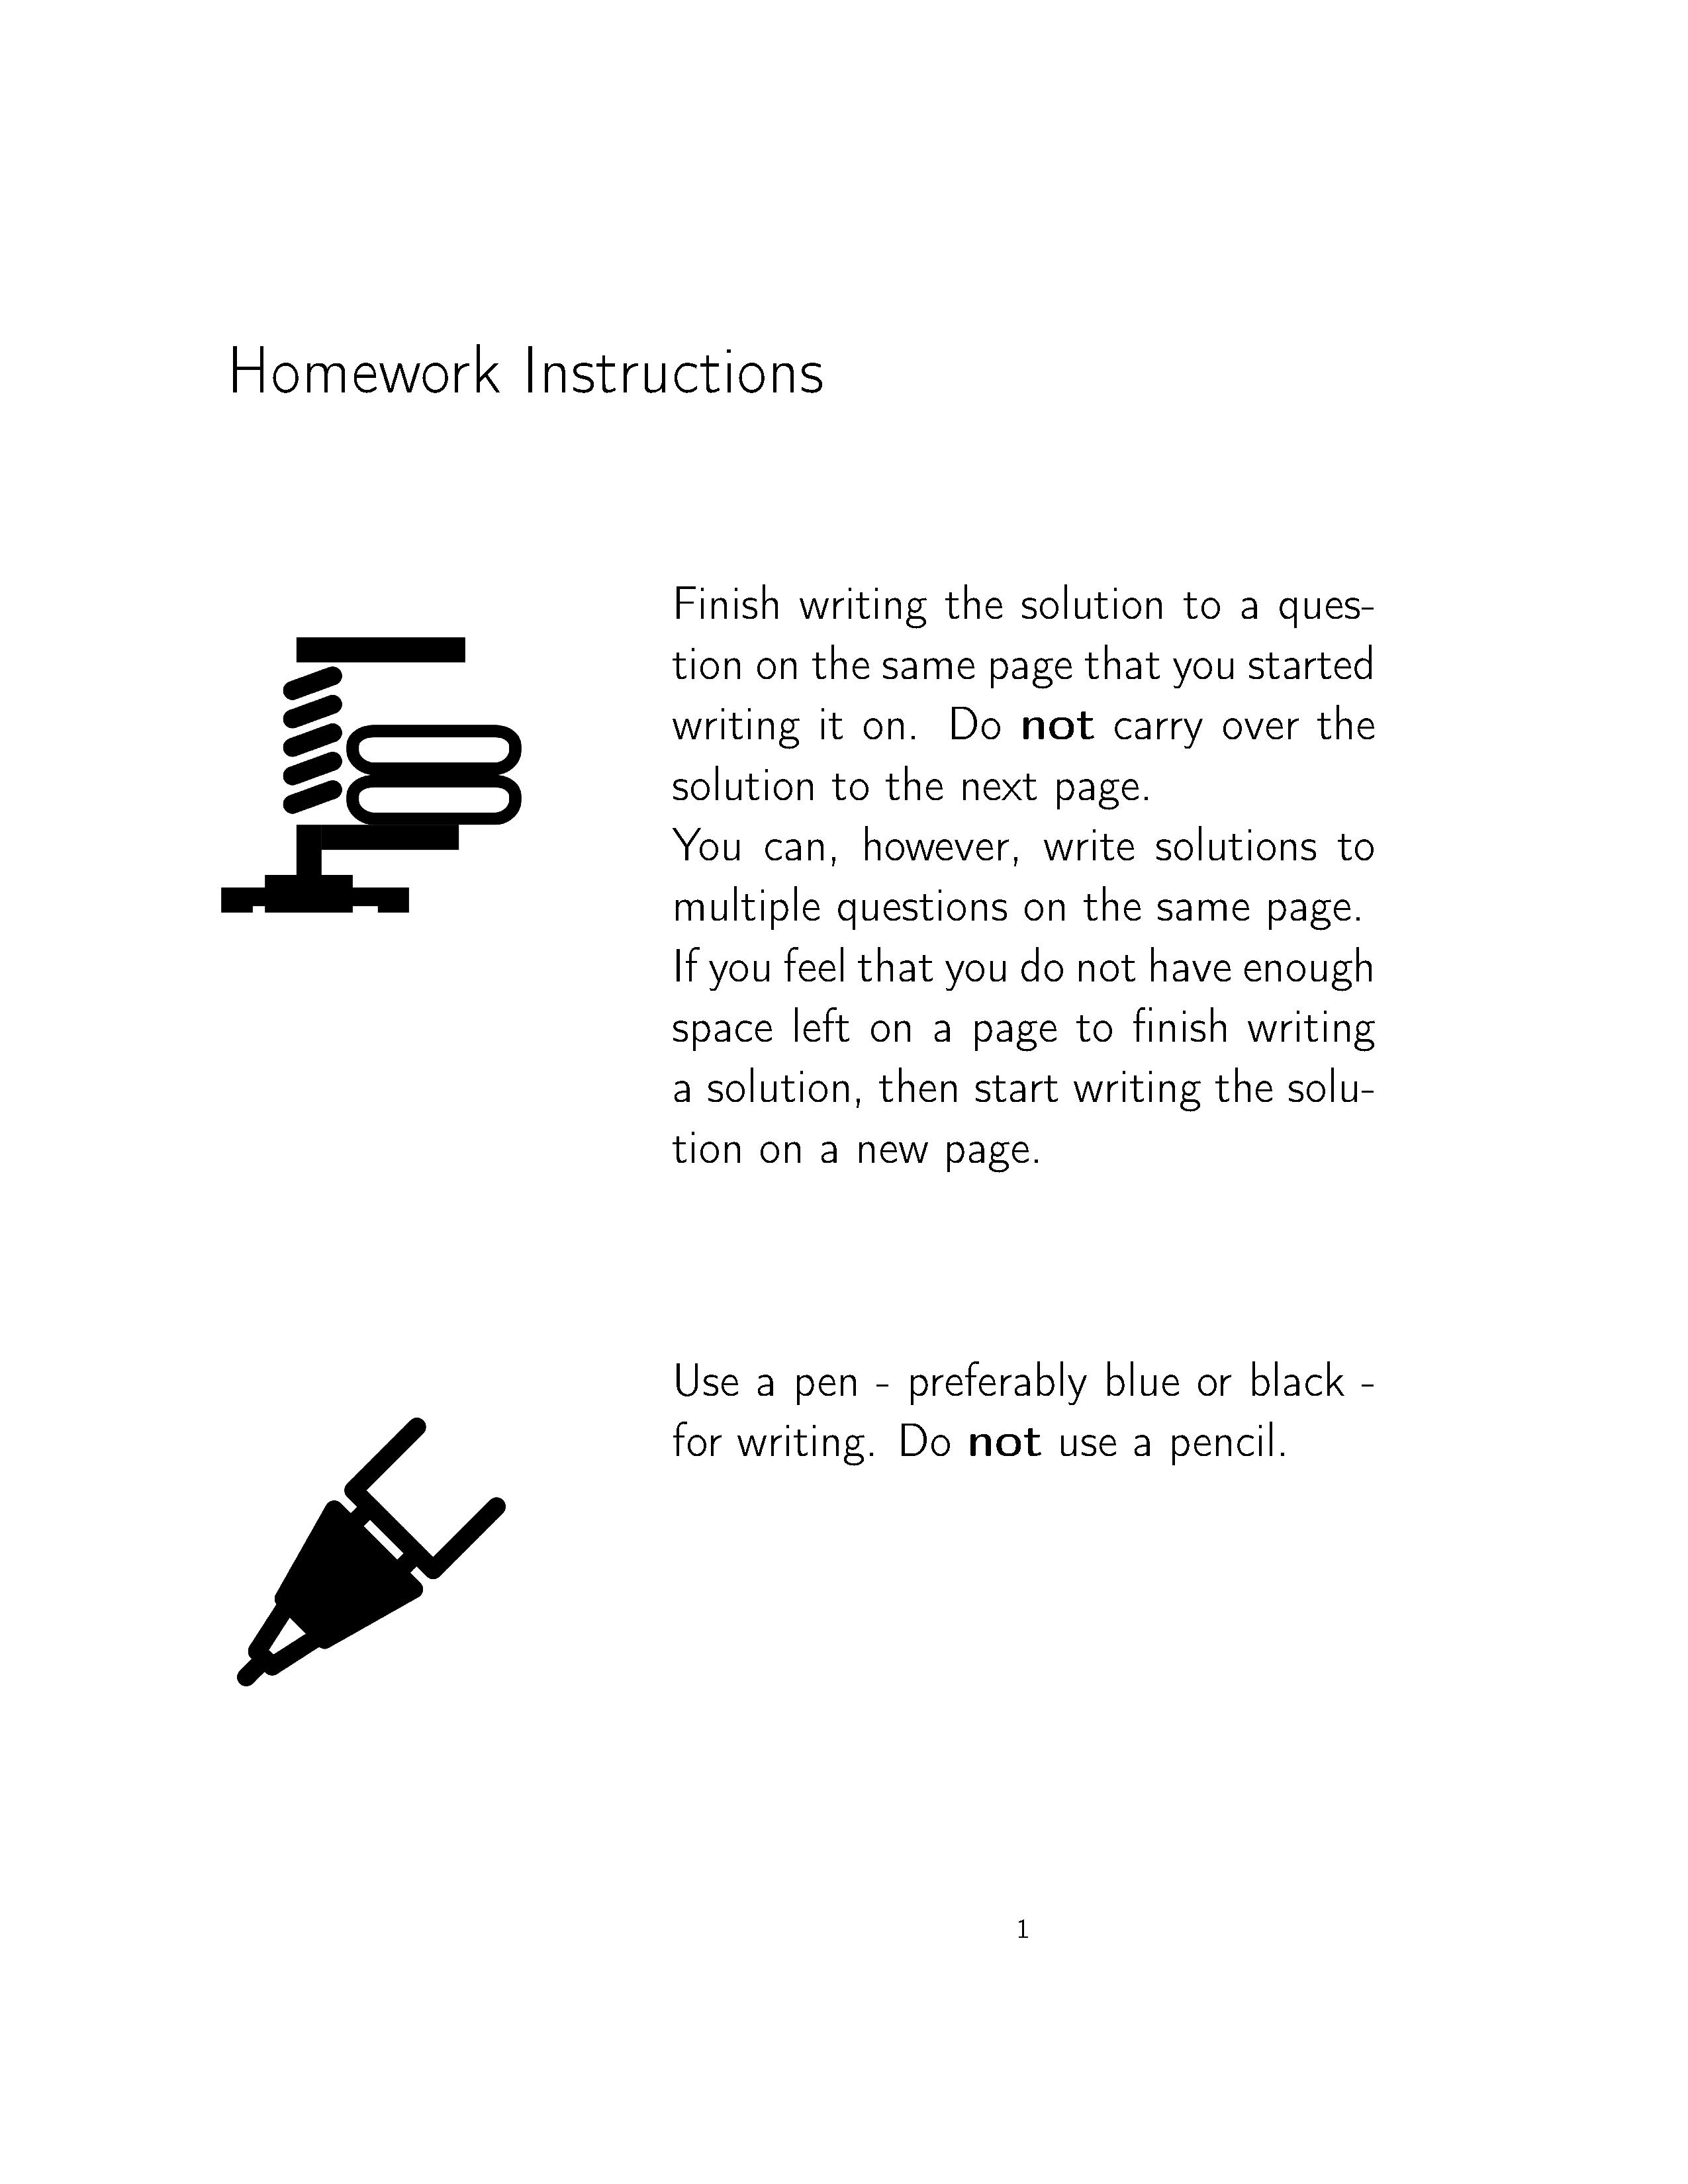 Homework Instructions
Finish writing the solution to a ques-
tion on the same page that you started
writing it on. Do not carry over the
solution to the next page.
You can, however, write solutions to
multiple questions on the same page.
If you feel that you do not have enough
space left on a page to finish writing
a solution, then start writing the solu-
tion on a new page.
Use a pen - preferably blue or black -
for writing. Do not use a pencil.
1